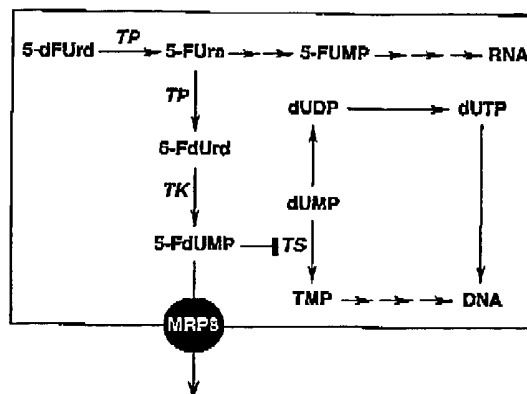 TP TP
5-dFUrd 5-FUra 5-FUMP RNA
TP
dUDP dUTP
5-FdUrd
TK
dUMP
5-FdUMP TS
TMP DNA
MRP8